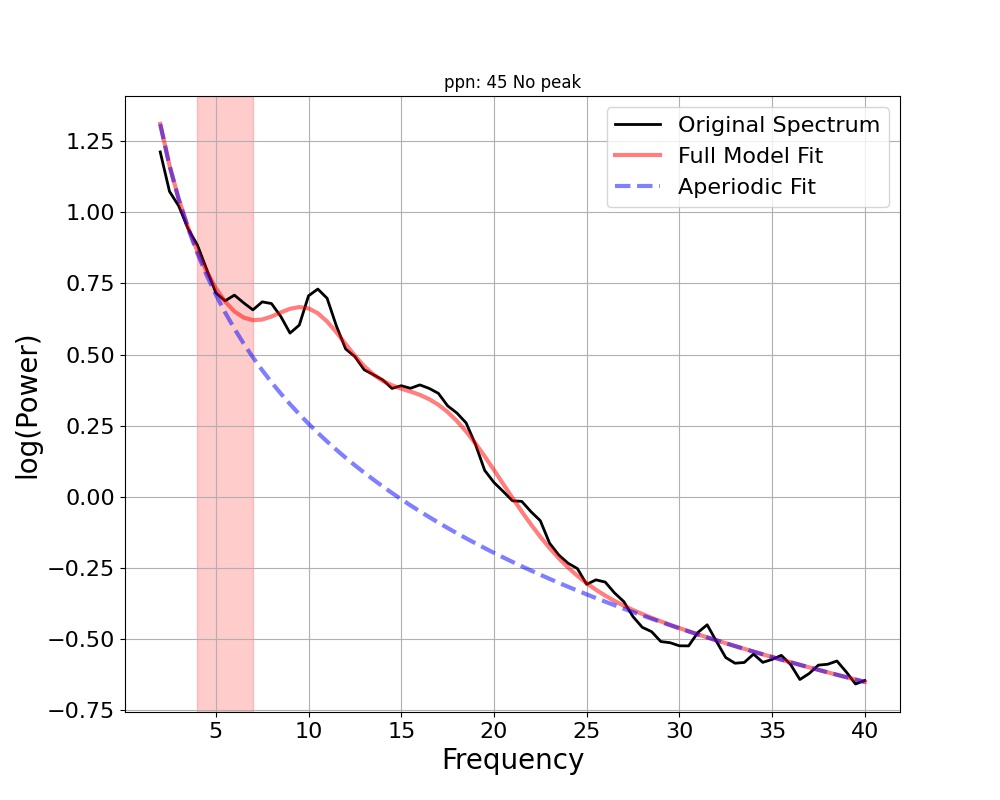 ppn: 45 No peak
Original Spectrum
Full Model Fit
Aperiodic Fit
log(Power)
1.25
1.00
0.75
0.50
0.25
0.00
−0.25
−0.50
−0.75
5 10 15 20 25 30 35 40
Frequency